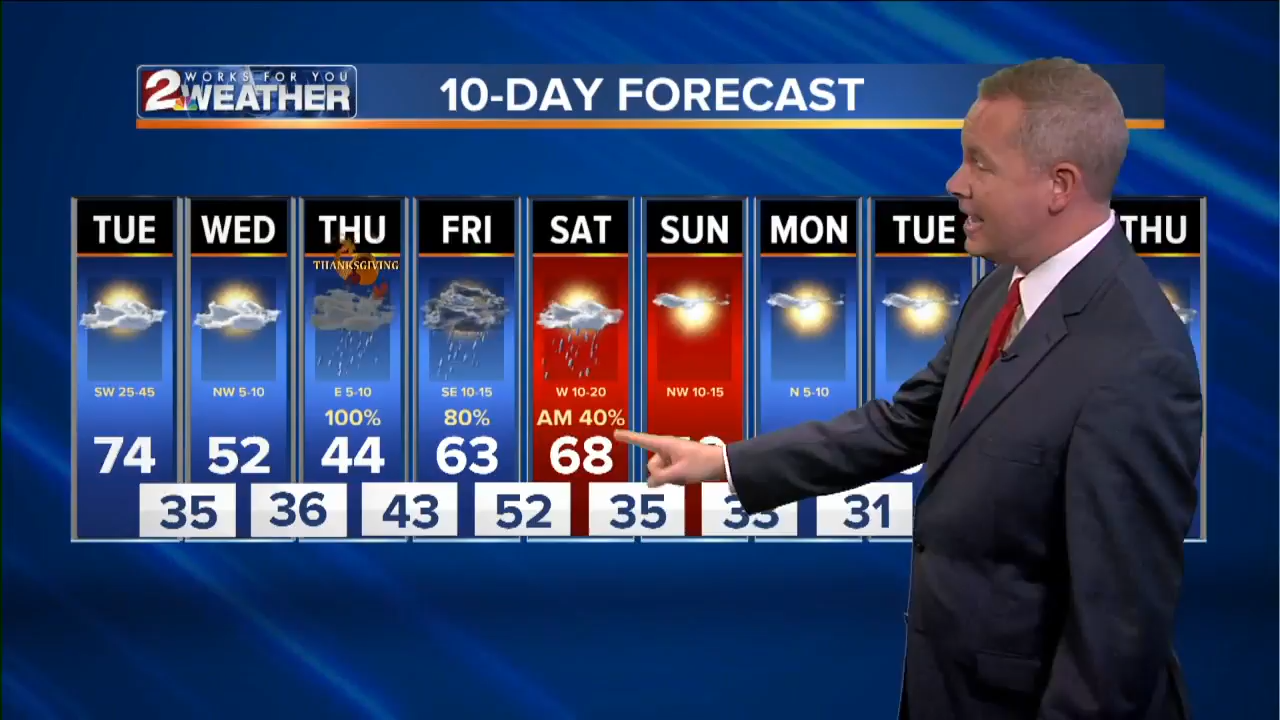 WORKS FOR YOU
2 WEATHER
10-DAY FORECAST
TUE WED THU FRI SAT SUN MON TUE THU
THANKSGIVING
SW 25-45 NW 5-10 E 5-10 SE 10-15 W 10-20 NW 10-15 N 5-10
100% 80% AM 40%
74 52 44 63 68
35 36 43 52 35 33 31